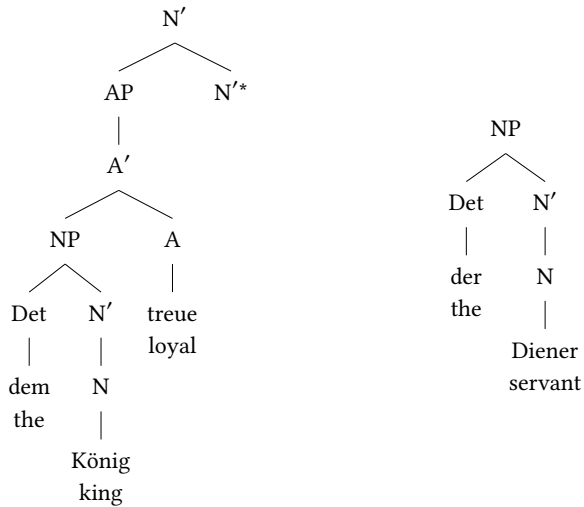 N′
AP N′*
NP
A′
Det N′
NP A
der N
the
Det N′ treue
loyal
Diener
servant
dem N
the
König
king